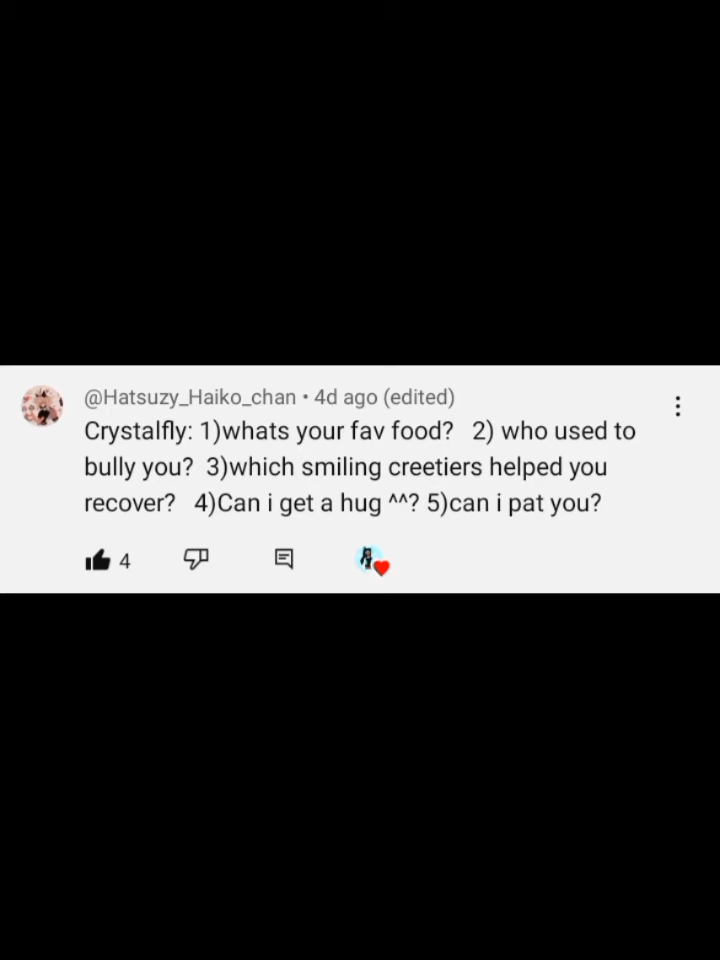 @Hatsuzy_Haiko_chan • 4d ago (edited)
Crystalfly: 1)whats your fav food?   2) who used to
bully you?  3)which smiling creetiers helped you
recover?   4)Can i get a hug ^^? 5)can i pat you?
4